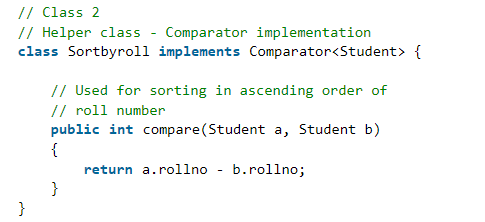 // Class 2
// Helper class - Comparator implementation
class Sortbyroll implements Comparator<Student> {
// Used for sorting in ascending order of
// roll number
public int compare(Student a, Student b)
{
return a.rollno - b.rollno;
}
}